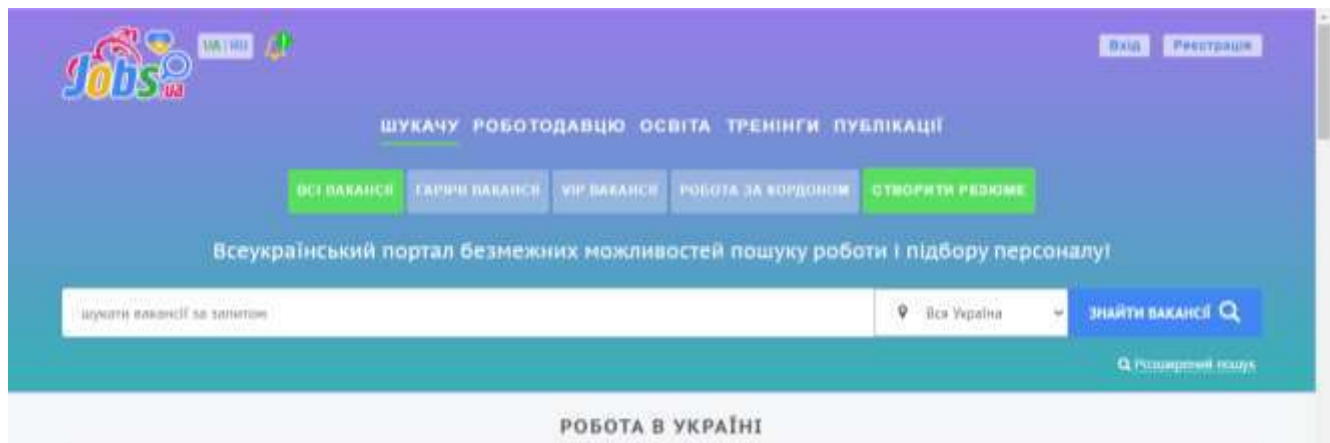 Jobs.ua
UA | RU
Вхід Реєстрація
ШУКАЧУ РОБОТОДАВЦЮ ОСВІТА ТРЕНІНГИ ПУБЛІКАЦІЇ
ВСІ ВАКАНСІЇ ГАРЯЧІ ВАКАНСІЇ VIP ВАКАНСІЇ РОБОТА ЗА КОРДОНОМ СТВОРИТИ РЕЗЮМЕ
Всеукраїнський портал безмежних можливостей пошуку роботи і підбору персоналу!
шукати вакансії за запитом Вся Україна ЗНАЙТИ ВАКАНСІЇ
Розширений пошук
РОБОТА В УКРАЇНІ